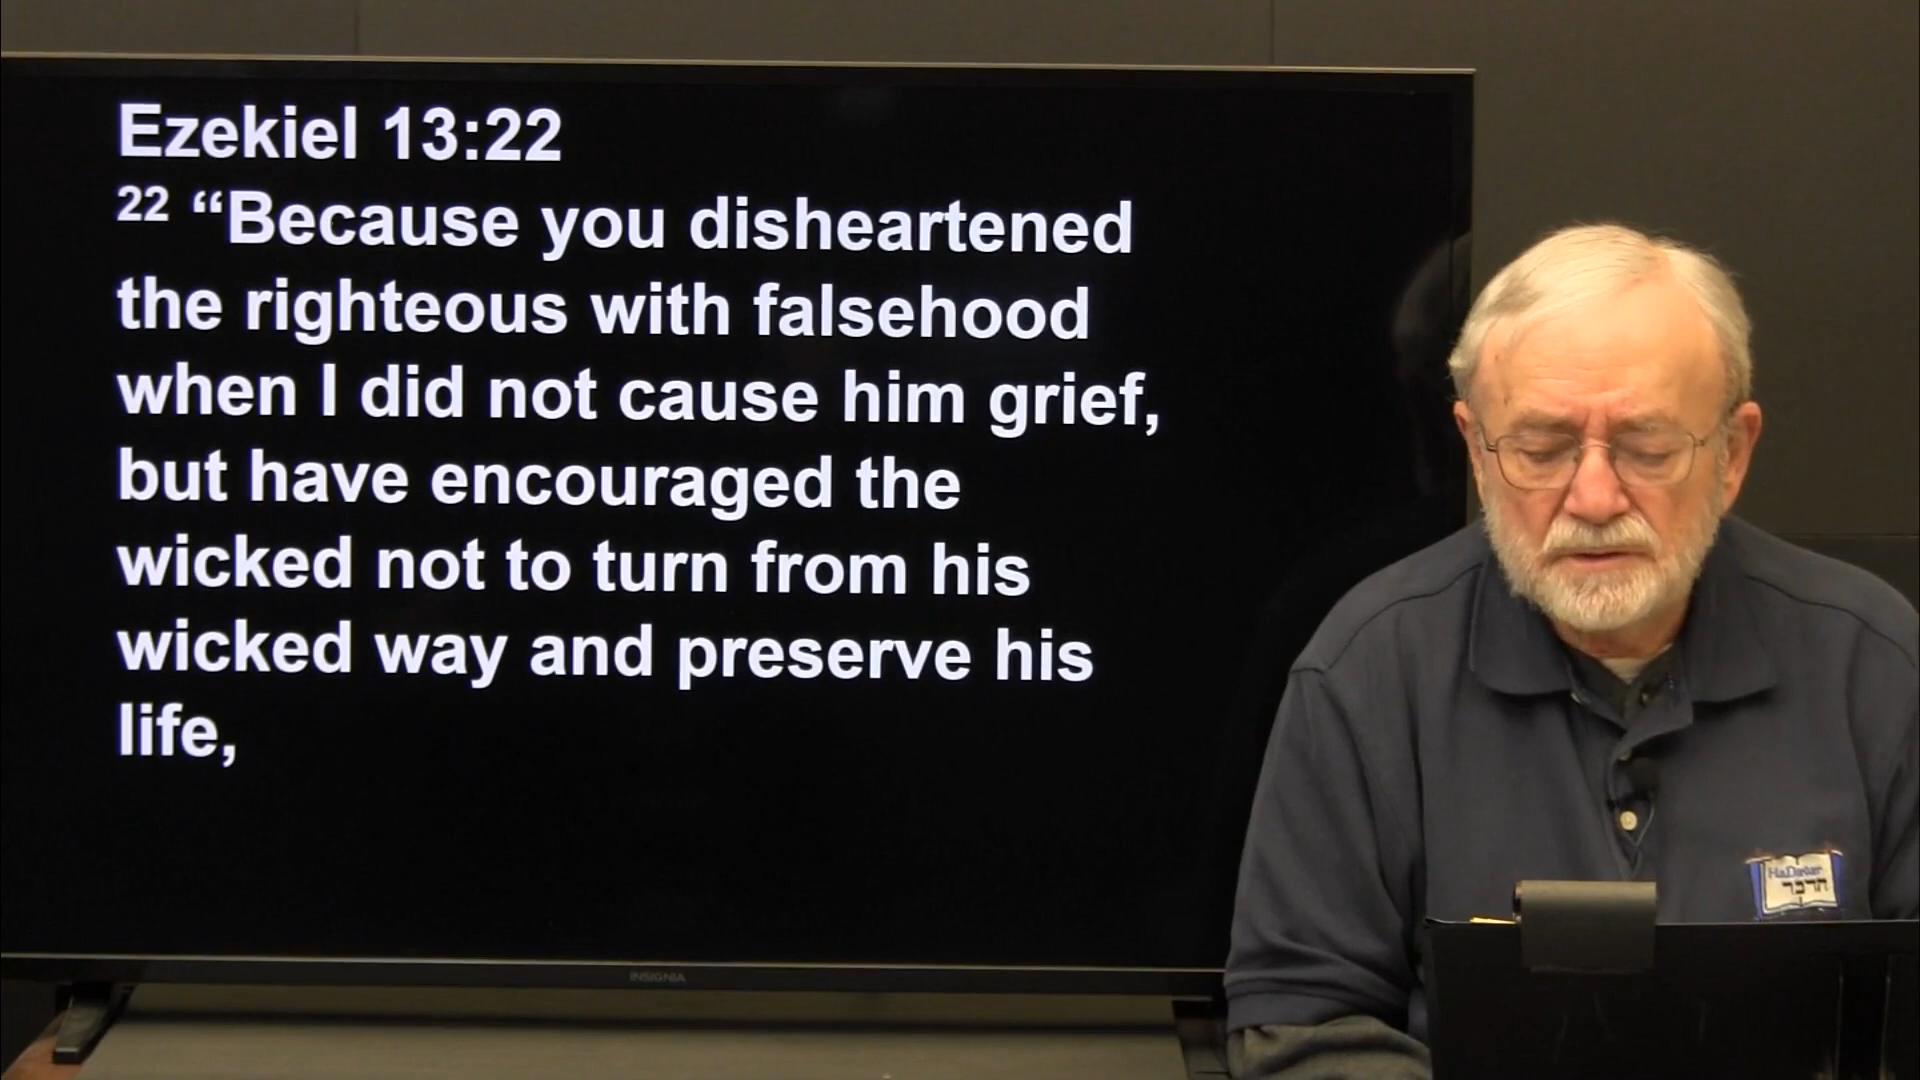 Ezekiel 13:22
22 “Because you disheartened
the righteous with falsehood
when I did not cause him grief,
but have encouraged the
wicked not to turn from his
wicked way and preserve his
life,
INSIGNIA
HaDavar
הדבר